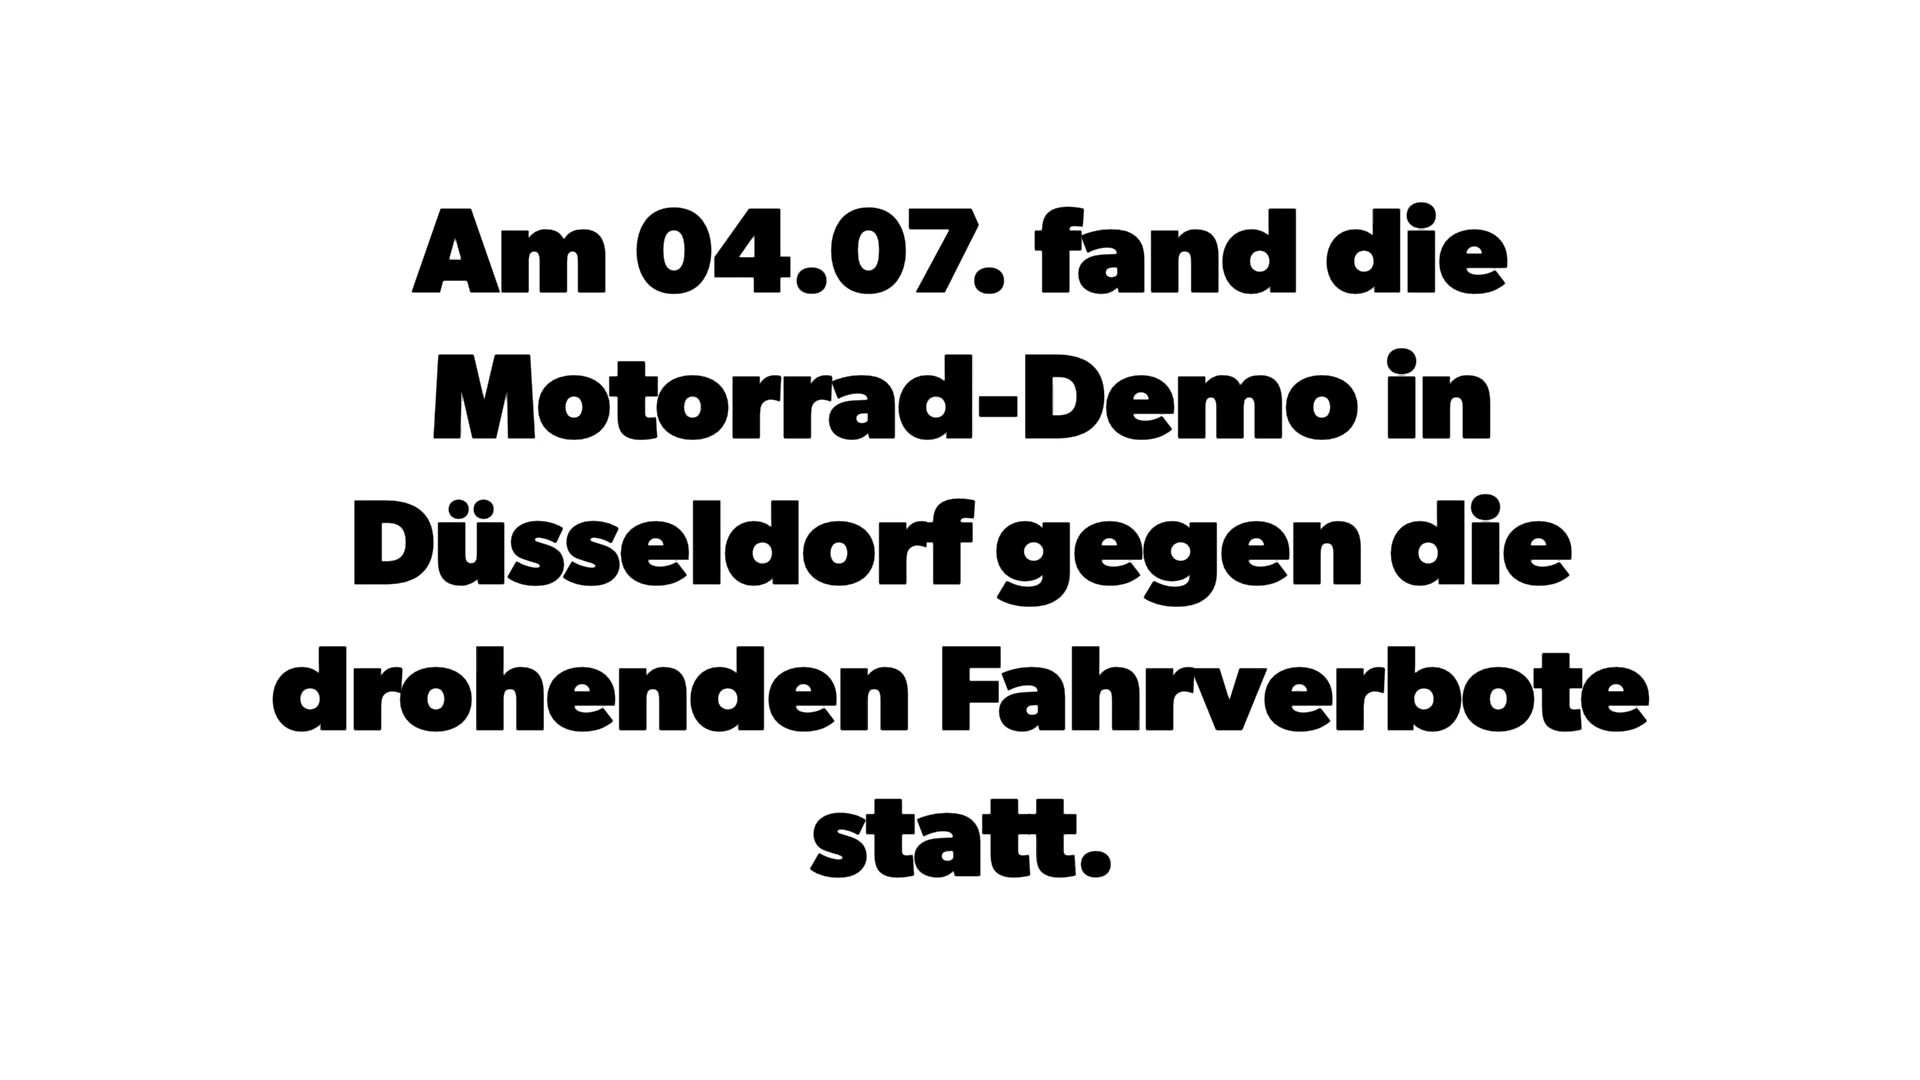 Am 04.07. fand die
Motorrad-Demo in
Düsseldorf gegen die
drohenden Fahrverbote
statt.